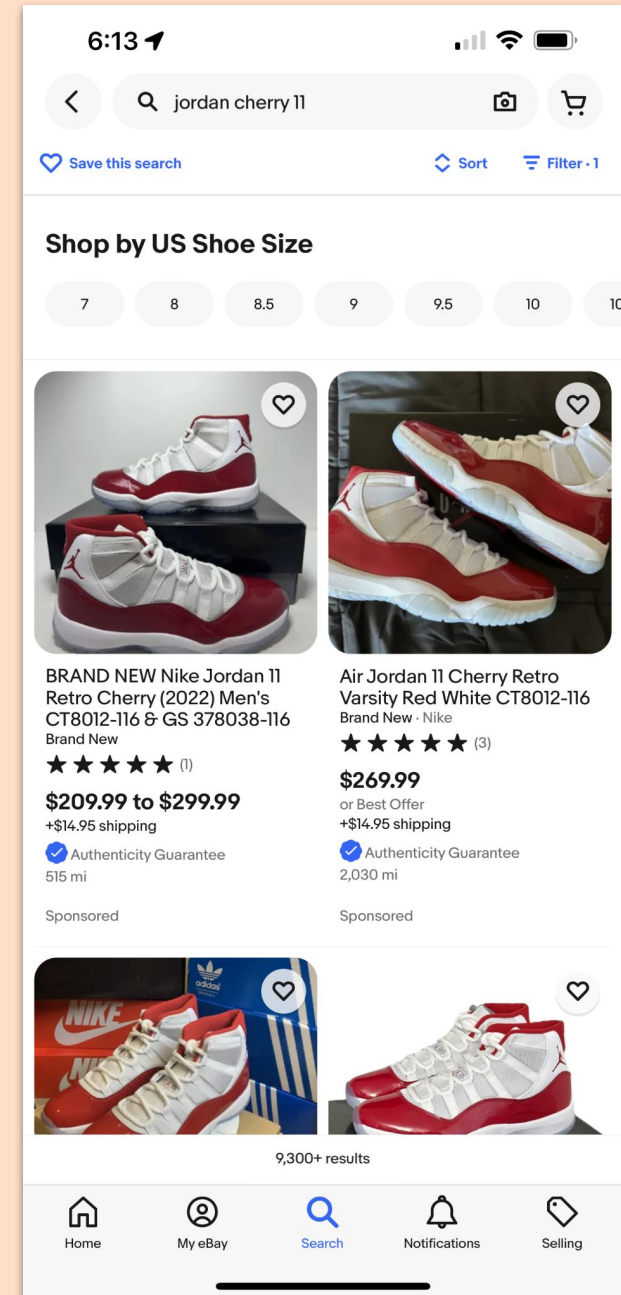 6:13
jordan cherry 11
Save this search
Sort
Filter • 1
Shop by US Shoe Size
7
8
8.5
9
9.5
10
10
BRAND NEW Nike Jordan 11
Retro Cherry (2022) Men's
CT8012-116 & GS 378038-116
Brand New
(1)
$209.99 to $299.99
+$14.95 shipping
Authenticity Guarantee
515 mi
Sponsored
Air Jordan 11 Cherry Retro
Varsity Red White CT8012-116
Brand New · Nike
(3)
$269.99
or Best Offer
+$14.95 shipping
Authenticity Guarantee
2,030 mi
Sponsored
NIKE
adidas
9,300+ results
Home
My eBay
Search
Notifications
Selling